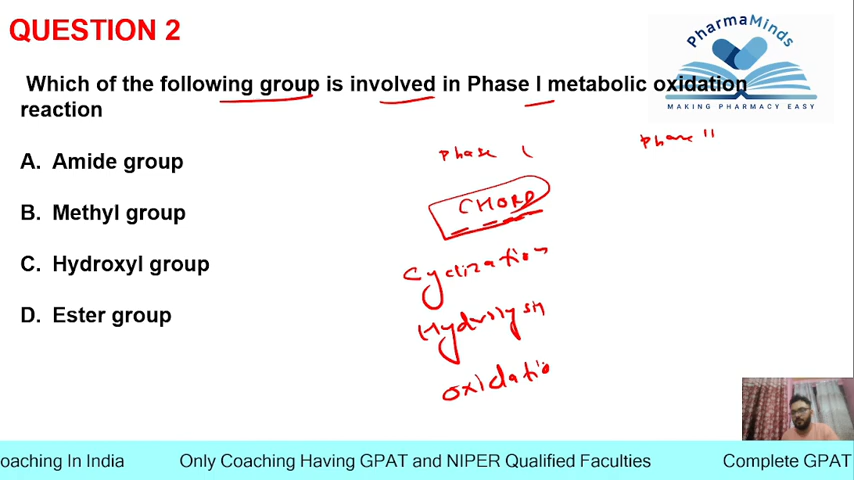 QUESTION 2
PharmaMinds
MAKING PHARMACY EASY
Which of the following group is involved in Phase I metabolic oxidation
reaction
A. Amide group
B. Methyl group
C. Hydroxyl group
D. Ester group
Phase I
Phase II
CHORD
Cyclization
Hydrolysis
oxidatio
oaching In India
Only Coaching Having GPAT and NIPER Qualified Faculties
Complete GPAT